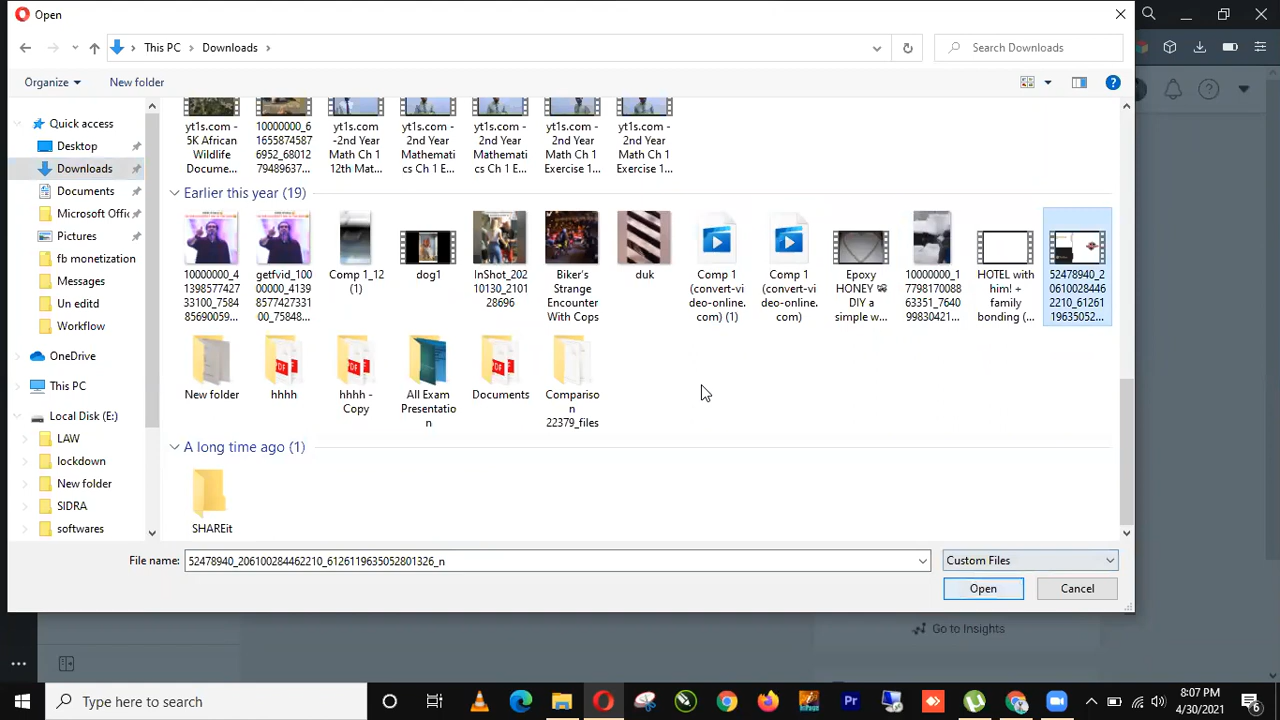 Open
This PC
Downloads
Search Downloads
Organize
New folder
Quick access
Desktop
Downloads
Documents
Microsoft Offic
Pictures
fb monetization
Messages
Un editd
Workflow
OneDrive
This PC
Local Disk (E:)
LAW
lockdown
New folder
SIDRA
softwares
yt1s.com -
5K African
Wildlife
Docume...
10000000_6
1655874587
6952_68012
79489637...
yt1s.com
-2nd Year
Math Ch 1
12th Mat...
yt1s.com -
2nd Year
Mathemati
cs Ch 1 E...
yt1s.com -
2nd Year
Mathemat
ics Ch 1 E...
yt1s.com -
2nd Year
Math Ch 1
Exercise 1...
yt1s.com -
2nd Year
Math Ch 1
Exercise 1...
Earlier this year (19)
10000000_4
1398577427
33100_7584
85690059...
getfvid_100
00000_4139
8577427331
00_75848...
Comp 1_12
(1)
dog1
InShot_202
10130_2101
28696
Biker's
Strange
Encounter
With Cops
duk
Comp 1
(convert-vi
deo-online.
com) (1)
Comp 1
(convert-vi
deo-online.
com)
Epoxy
HONEY
DIY a
simple w...
10000000_1
7798170088
63351_7640
99830421...
HOTEL with
him! +
family
bonding (...
52478940_2
0610028446
2210_61261
19635052...
New folder
hhhh
hhhh -
Copy
All Exam
Presentatio
n
Documents
Compariso
n
22379_files
A long time ago (1)
SHAREit
File name:
52478940_206100284462210_6126119635052801326_n
Custom Files
Open
Cancel
Go to Insights
Type here to search
Pr
8:07 PM
4/30/2021
6